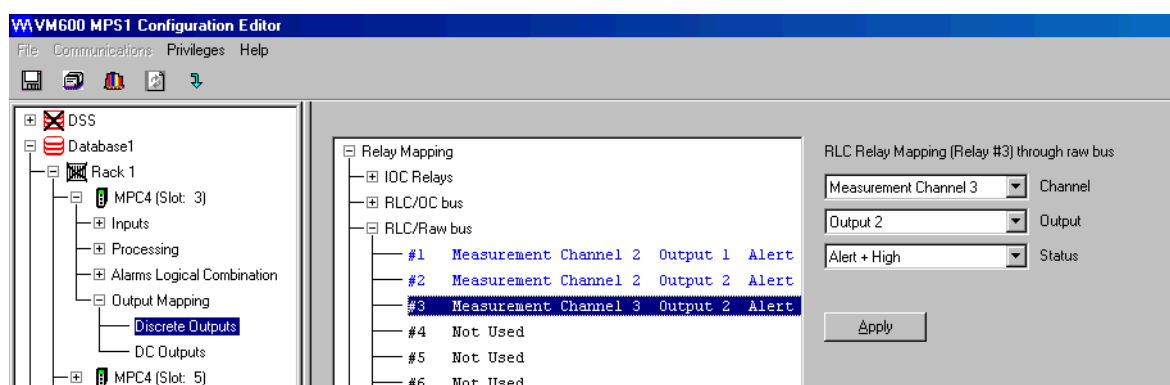 VM600 MPS1 Configuration Editor
File Communications Privileges Help
DSS
Database1
Rack 1
MPC4 (Slot: 3)
Inputs
Processing
Alarms Logical Combination
Output Mapping
Discrete Outputs
DC Outputs
MPC4 (Slot: 5)
Relay Mapping
IOC Relays
RLC/OC bus
RLC/Raw bus
#1 Measurement Channel 2 Output 1 Alert
#2 Measurement Channel 2 Output 2 Alert
#3 Measurement Channel 3 Output 2 Alert
#4 Not Used
#5 Not Used
#6 Not Used
RLC Relay Mapping (Relay #3) through raw bus
Measurement Channel 3 Channel
Output 2 Output
Alert + High Status
Apply